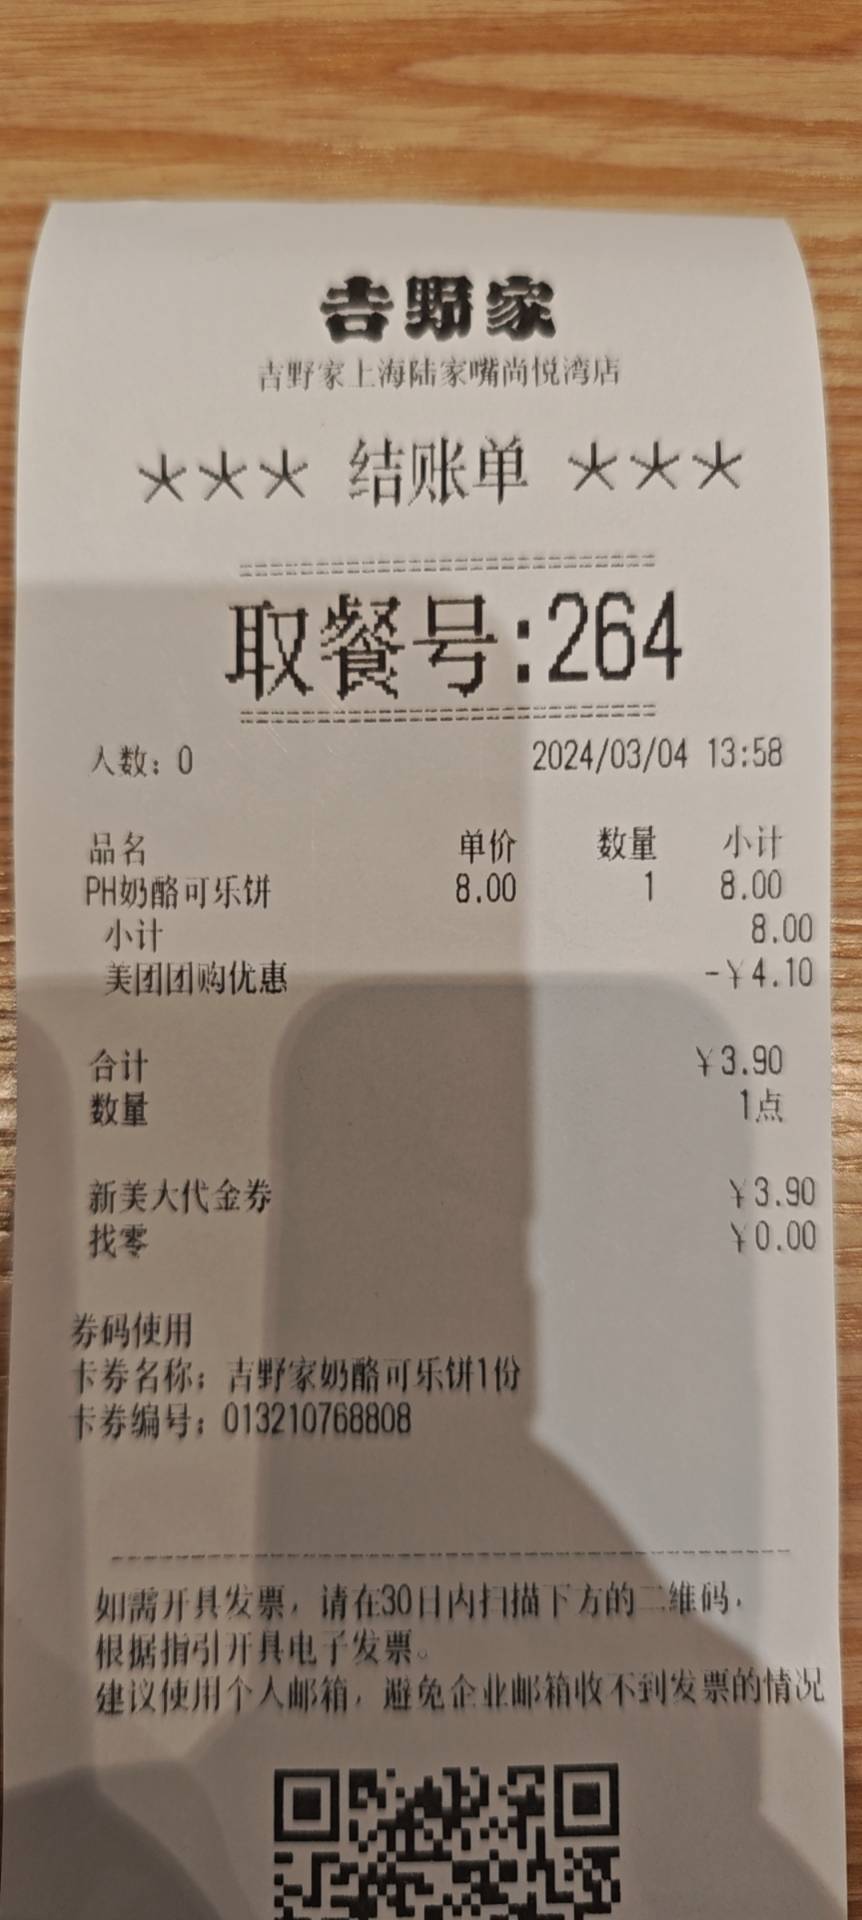 吉野家
吉野家上海陆家嘴尚悦湾店
*** 结账单 ***
取餐号:264
人数: 0 2024/03/04 13:58
品名 单价 数量 小计
PH奶酪可乐饼 8.00 1 8.00
小计 8.00
美团团购优惠 -¥4.10
合计 ¥3.90
数量 1点
新美大代金券 ¥3.90
找零 ¥0.00
券码使用
卡券名称: 吉野家奶酪可乐饼1份
卡券编号: 013210768808
如需开具发票，请在30日内扫描下方的二维码，
根据指引开具电子发票。
建议使用个人邮箱，避免企业邮箱收不到发票的情况